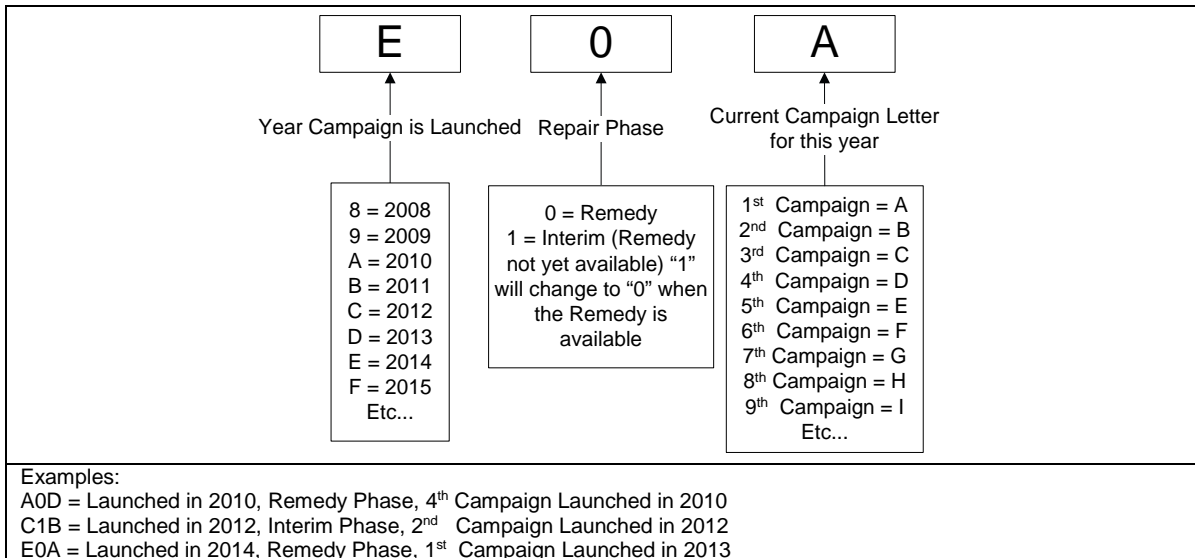 E
0
A
Year Campaign is Launched
Repair Phase
Current Campaign Letter
for this year
8 = 2008
9 = 2009
A = 2010
B = 2011
C = 2012
D = 2013
E = 2014
F = 2015
Etc...
0 = Remedy
1 = Interim (Remedy
not yet available) “1”
will change to “0” when
the Remedy is
available
1st Campaign = A
2nd Campaign = B
3rd Campaign = C
4th Campaign = D
5th Campaign = E
6th Campaign = F
7th Campaign = G
8th Campaign = H
9th Campaign = I
Etc...
Examples:
A0D = Launched in 2010, Remedy Phase, 4th Campaign Launched in 2010
C1B = Launched in 2012, Interim Phase, 2nd Campaign Launched in 2012
E0A = Launched in 2014, Remedy Phase, 1st Campaign Launched in 2013